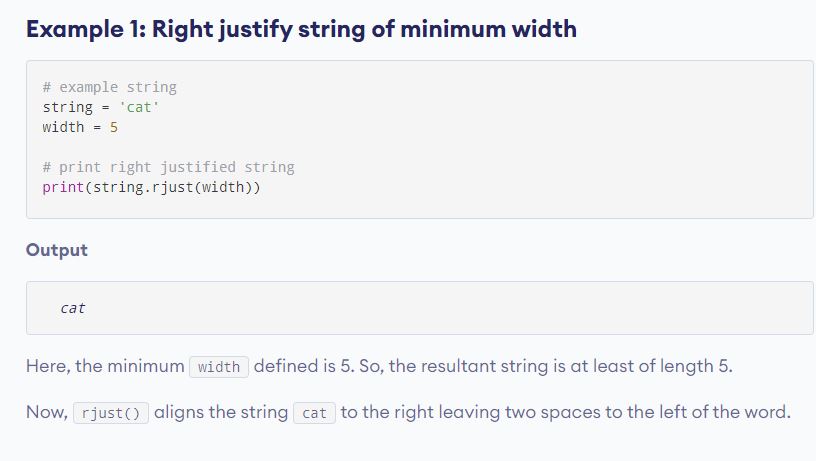 Example 1: Right justify string of minimum width
# example string
string = 'cat'
width = 5
# print right justified string
print(string.rjust(width))
Output
  cat
Here, the minimum width defined is 5. So, the resultant string is at least of length 5.
Now, rjust() aligns the string cat to the right leaving two spaces to the left of the word.